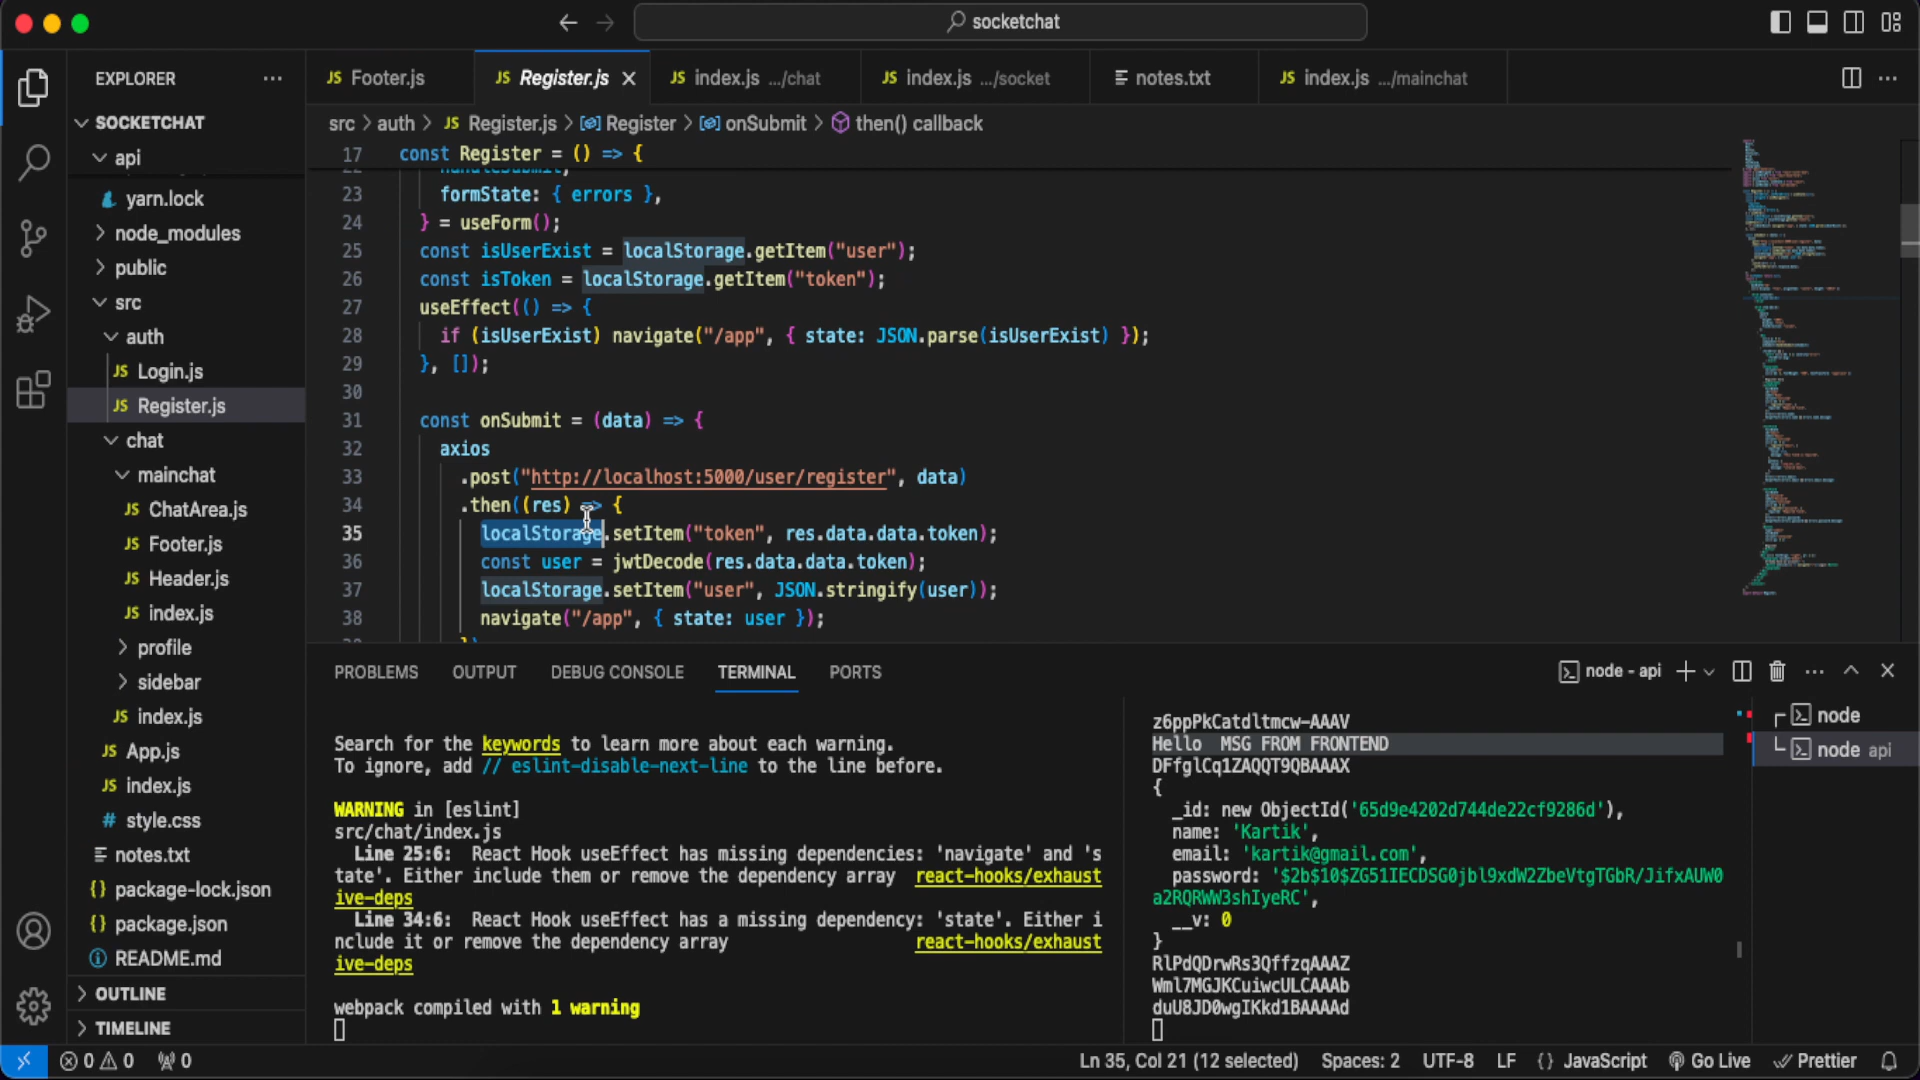 socketchat
EXPLORER
Footer.js
Register.js
index.js .../chat
index.js .../socket
notes.txt
index.js .../mainchat
src > auth > JS Register.js > Register > onSubmit > then() callback
SOCKETCHAT
api
yarn.lock
node_modules
public
src
auth
JS Login.js
JS Register.js
chat
mainchat
JS ChatArea.js
JS Footer.js
JS Header.js
JS index.js
profile
sidebar
JS index.js
JS App.js
JS index.js
# style.css
notes.txt
{} package-lock.json
{} package.json
README.md
OUTLINE
TIMELINE
17 const Register = () => {
handleSubmit,
23 formState: { errors },
24 } = useForm();
25 const isUserExist = localStorage.getItem("user");
26 const isToken = localStorage.getItem("token");
27 useEffect(() => {
28 if (isUserExist) navigate("/app", { state: JSON.parse(isUserExist) });
29 }, []);
30
31 const onSubmit = (data) => {
32 axios
33 .post("http://localhost:5000/user/register", data)
34 .then((res) => {
35 localStorage.setItem("token", res.data.data.token);
36 const user = jwtDecode(res.data.data.token);
37 localStorage.setItem("user", JSON.stringify(user));
38 navigate("/app", { state: user });
PROBLEMS OUTPUT DEBUG CONSOLE TERMINAL PORTS
node - api
Search for the keywords to learn more about each warning.
To ignore, add // eslint-disable-next-line to the line before.
WARNING in [eslint]
src/chat/index.js
Line 25:6: React Hook useEffect has missing dependencies: 'navigate' and 's
tate'. Either include them or remove the dependency array react-hooks/exhaust
ive-deps
Line 34:6: React Hook useEffect has a missing dependency: 'state'. Either i
nclude it or remove the dependency array react-hooks/exhaust
ive-deps
webpack compiled with 1 warning
z6ppPkCatdltmcw-AAAV
Hello MSG FROM FRONTEND
DFfglCq1ZAQQT9QBAAAX
{
_id: new ObjectId('65d9e4202d744de22cf9286d'),
name: 'Kartik',
email: 'kartik@gmail.com',
password: '$2b$10$ZG51IECDSG0jbl9xdW2ZbeVtgTGbR/JifxAUW0
a2RQRWW3shIyeRC',
__v: 0
}
RlPdQDrwRs3QffzqAAAZ
Wml7MGJKCuiwcULCAAAb
duU8JD0wgIKkd1BAAAAd
node
node api
0 0 0
Ln 35, Col 21 (12 selected) Spaces: 2 UTF-8 LF {} JavaScript Go Live Prettier